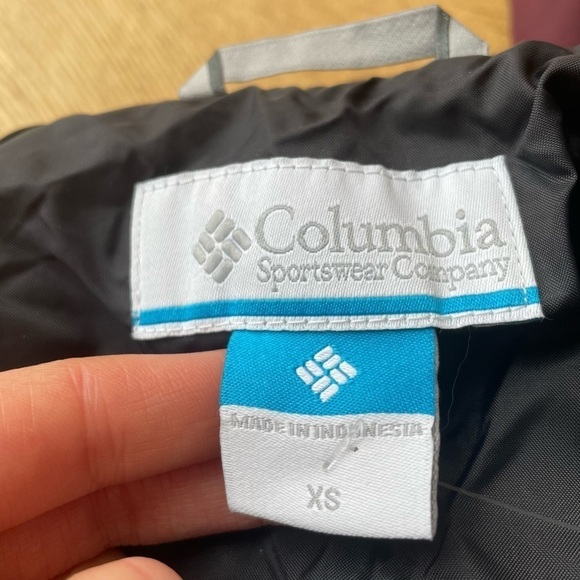 Columbia
Sportswear Company
MADE IN INDONESIA
XS